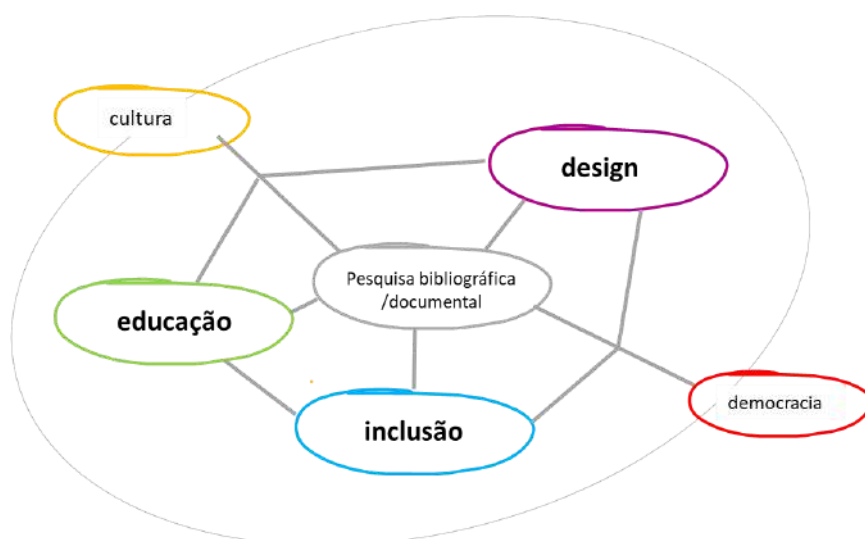 cultura
design
Pesquisa bibliográfica
/documental
educação
democracia
inclusão